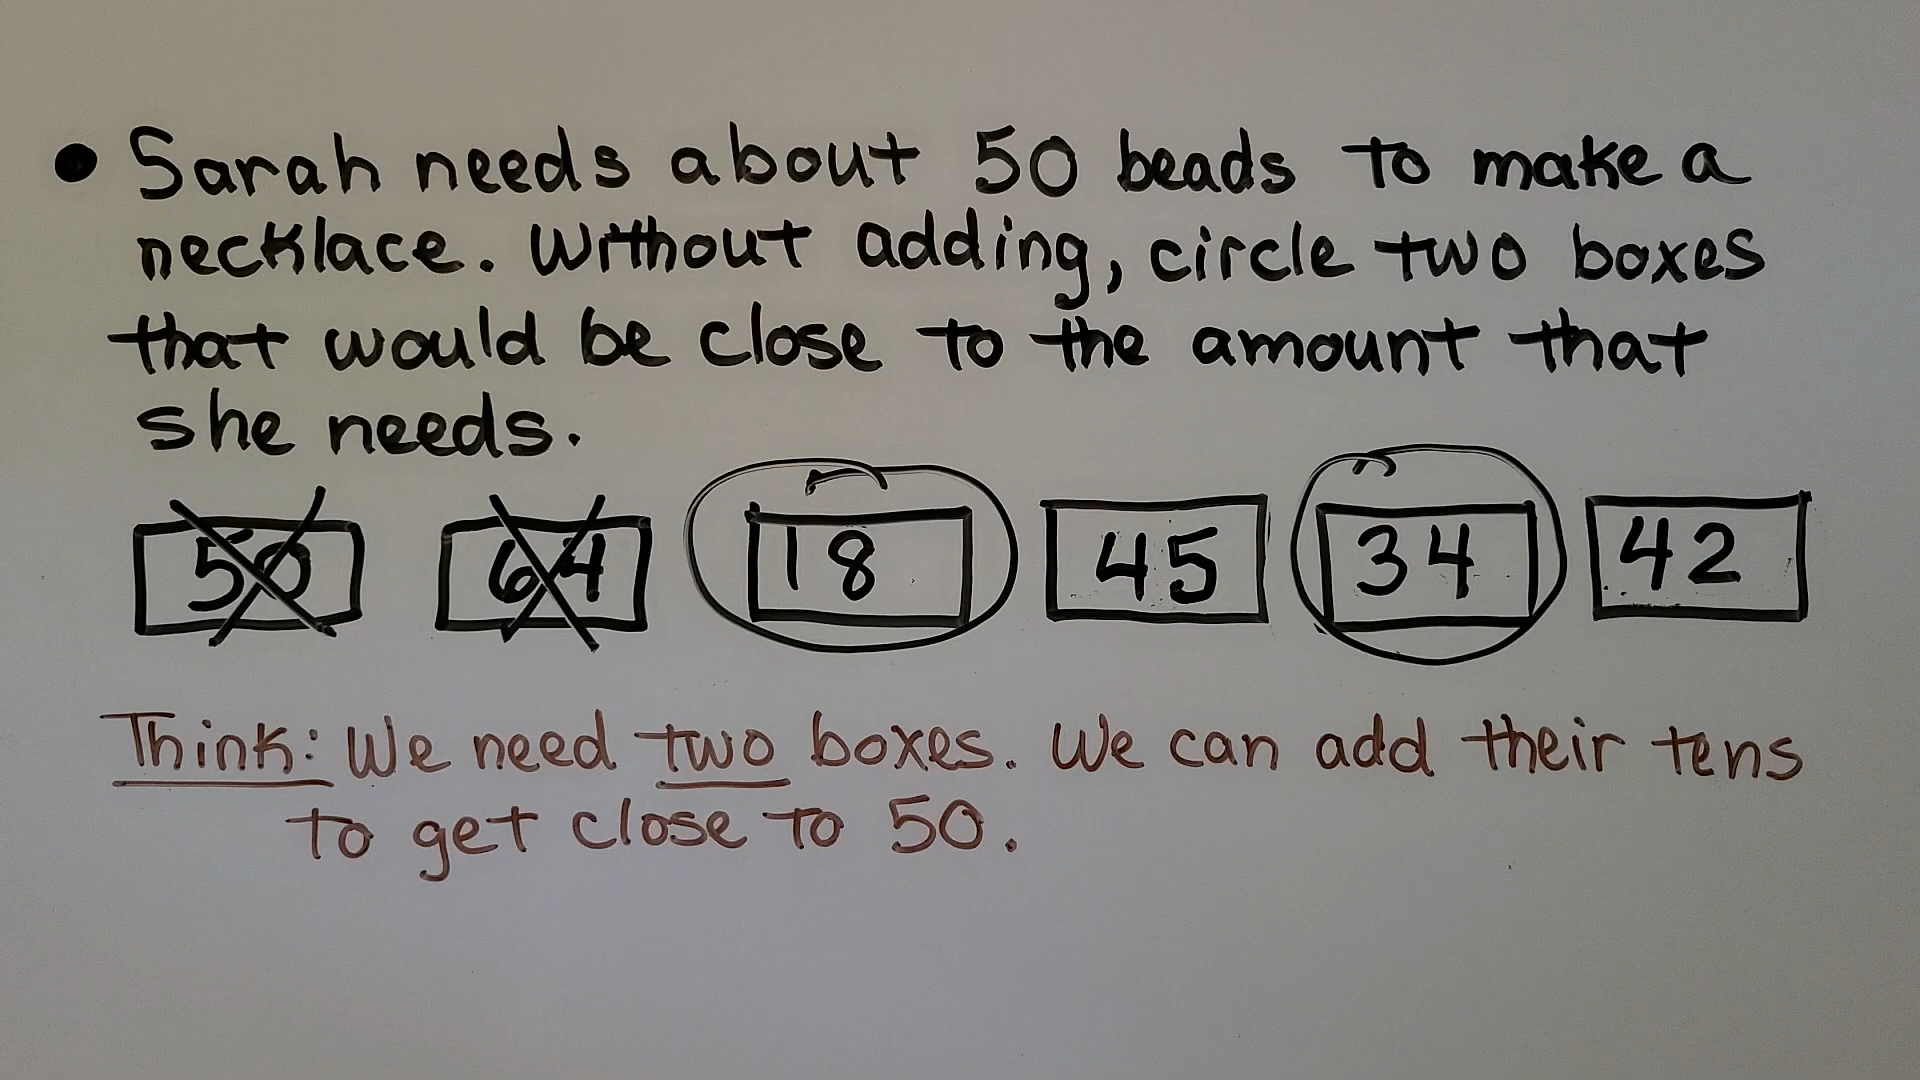 • Sarah needs about 50 beads to make a
necklace. Without adding, circle two boxes
that would be close to the amount that
she needs.
50 64 18 45 34 42
Think: We need two boxes. We can add their tens
to get close to 50.